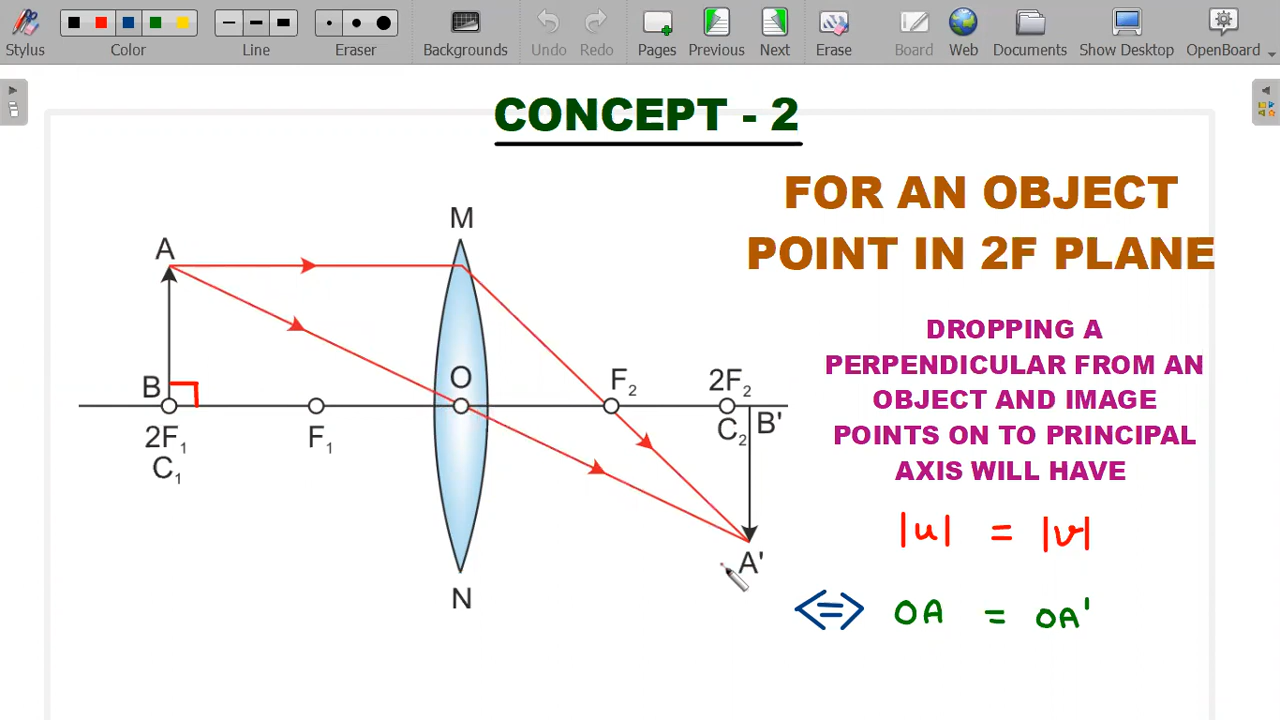 Stylus Color Line Eraser Backgrounds Undo Redo Pages Previous Next Erase Board Web Documents Show Desktop OpenBoard
CONCEPT - 2
FOR AN OBJECT
POINT IN 2F PLANE
M
A
B
O
F₂
2F₂
2F₁
C₁
F₁
C₂
B'
A'
N
DROPPING A
PERPENDICULAR FROM AN
OBJECT AND IMAGE
POINTS ON TO PRINCIPAL
AXIS WILL HAVE
|u| = |v|
<=> OA = OA'